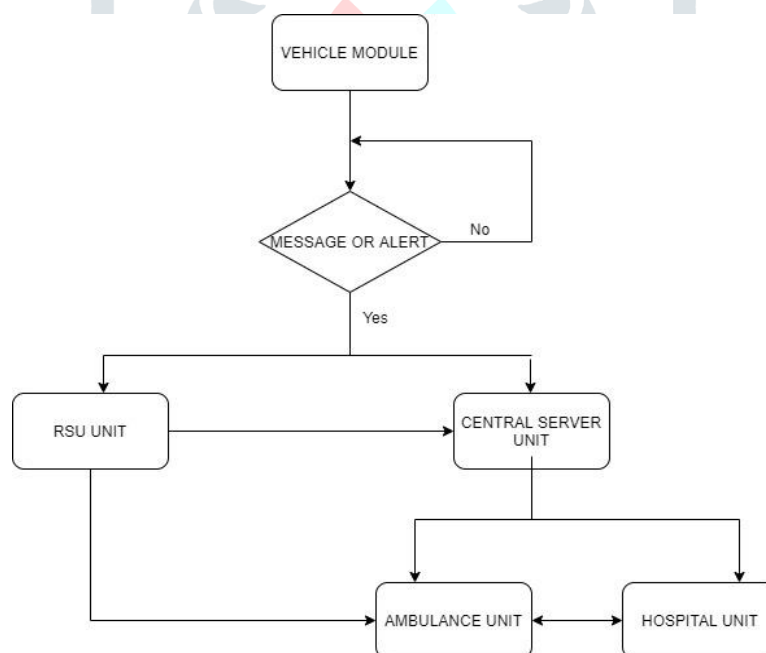 VEHICLE MODULE
MESSAGE OR ALERT
No
Yes
RSU UNIT
CENTRAL SERVER
UNIT
AMBULANCE UNIT
HOSPITAL UNIT